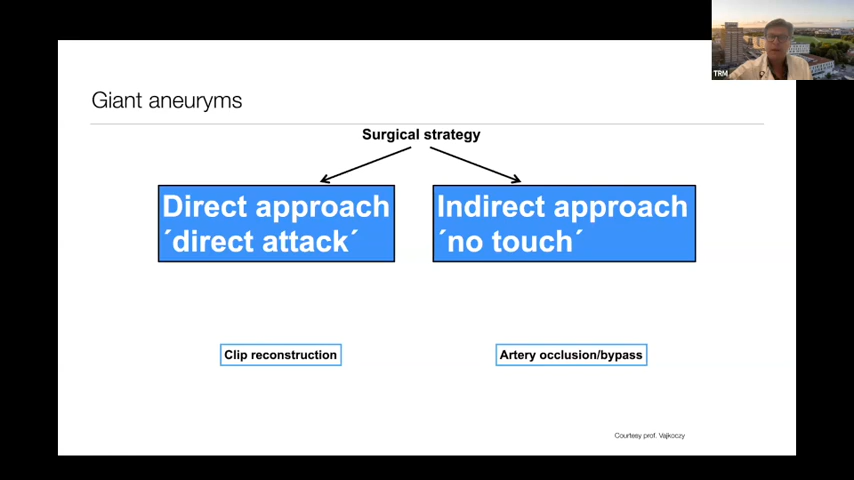 TRM
Giant aneuryms
Surgical strategy
Direct approach
´direct attack´
Indirect approach
´no touch´
Clip reconstruction
Artery occlusion/bypass
Courtesy prof. Vajkoczy